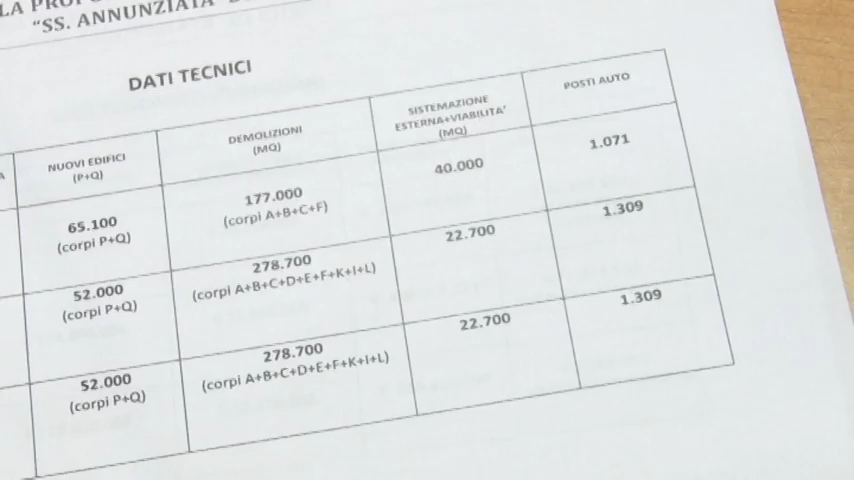 LA PROPO
"SS. ANNUNZIATA"
DATI TECNICI
A
NUOVI EDIFICI
(P+Q)
DEMOLIZIONI
(MQ)
SISTEMAZIONE
ESTERNA+VIABILITA'
(MQ)
POSTI AUTO
65.100
(corpi P+Q)
177.000
(corpi A+B+C+F)
40.000
1.071
52.000
(corpi P+Q)
278.700
(corpi A+B+C+D+E+F+K+I+L)
22.700
1.309
52.000
(corpi P+Q)
278.700
(corpi A+B+C+D+E+F+K+I+L)
22.700
1.309